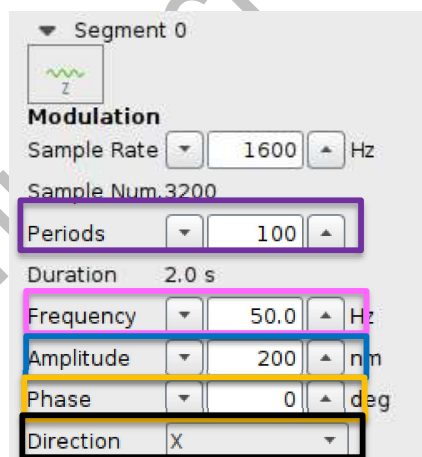 Segment 0
Z
Modulation
Sample Rate 1600 Hz
Sample Num. 3200
Periods 100
Duration 2.0 s
Frequency 50.0 Hz
Amplitude 200 nm
Phase 0 deg
Direction X